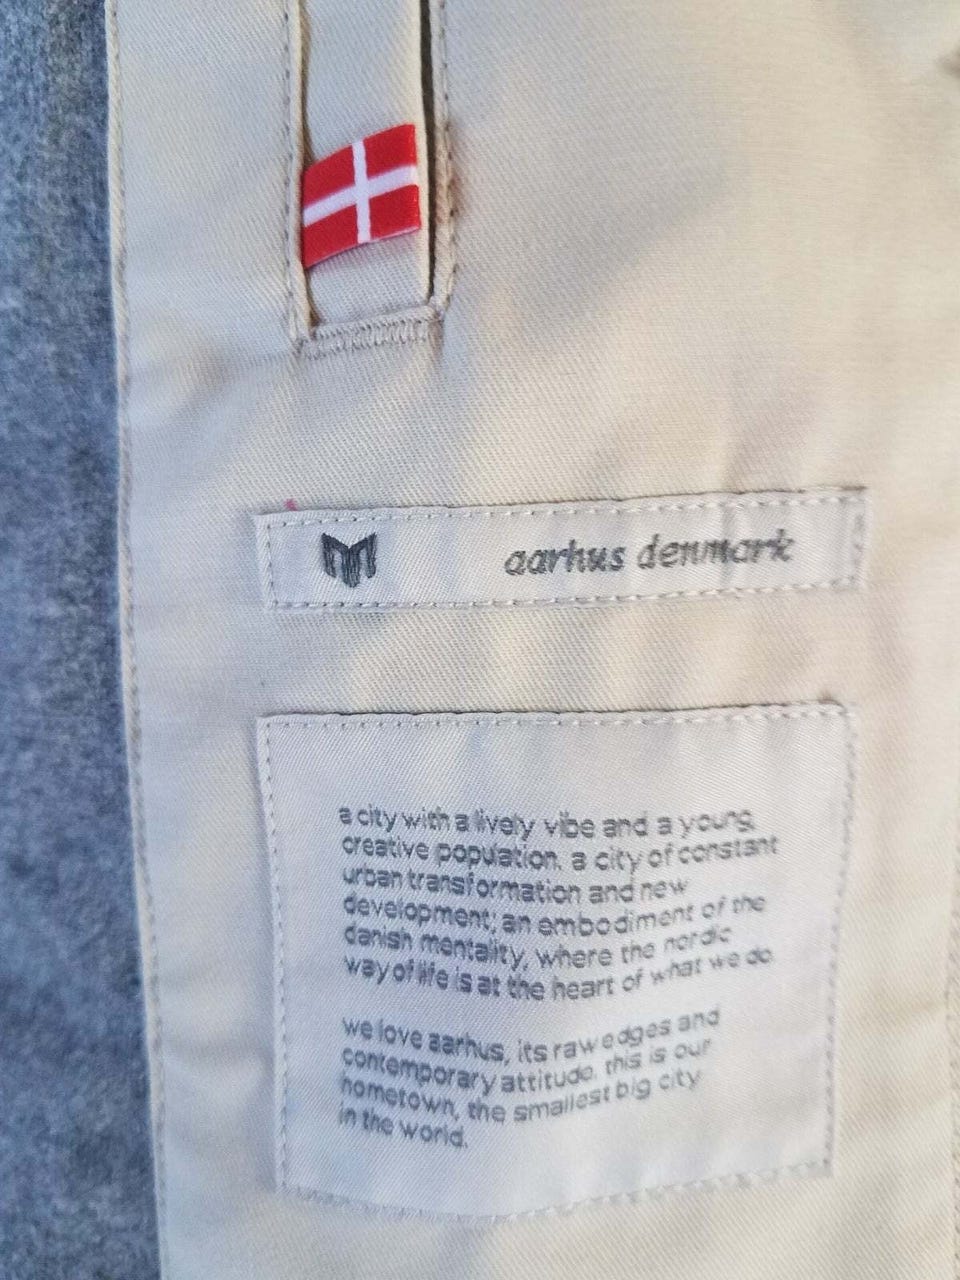 aarhus denmark
a city with a lively vibe and a young,
creative population. a city of constant
urban transformation and new
development; an embodiment of the
danish mentality, where the nordic
way of life is at the heart of what we do.
we love aarhus, its raw edges and
contemporary attitude. this is our
hometown, the smallest big city
in the world.